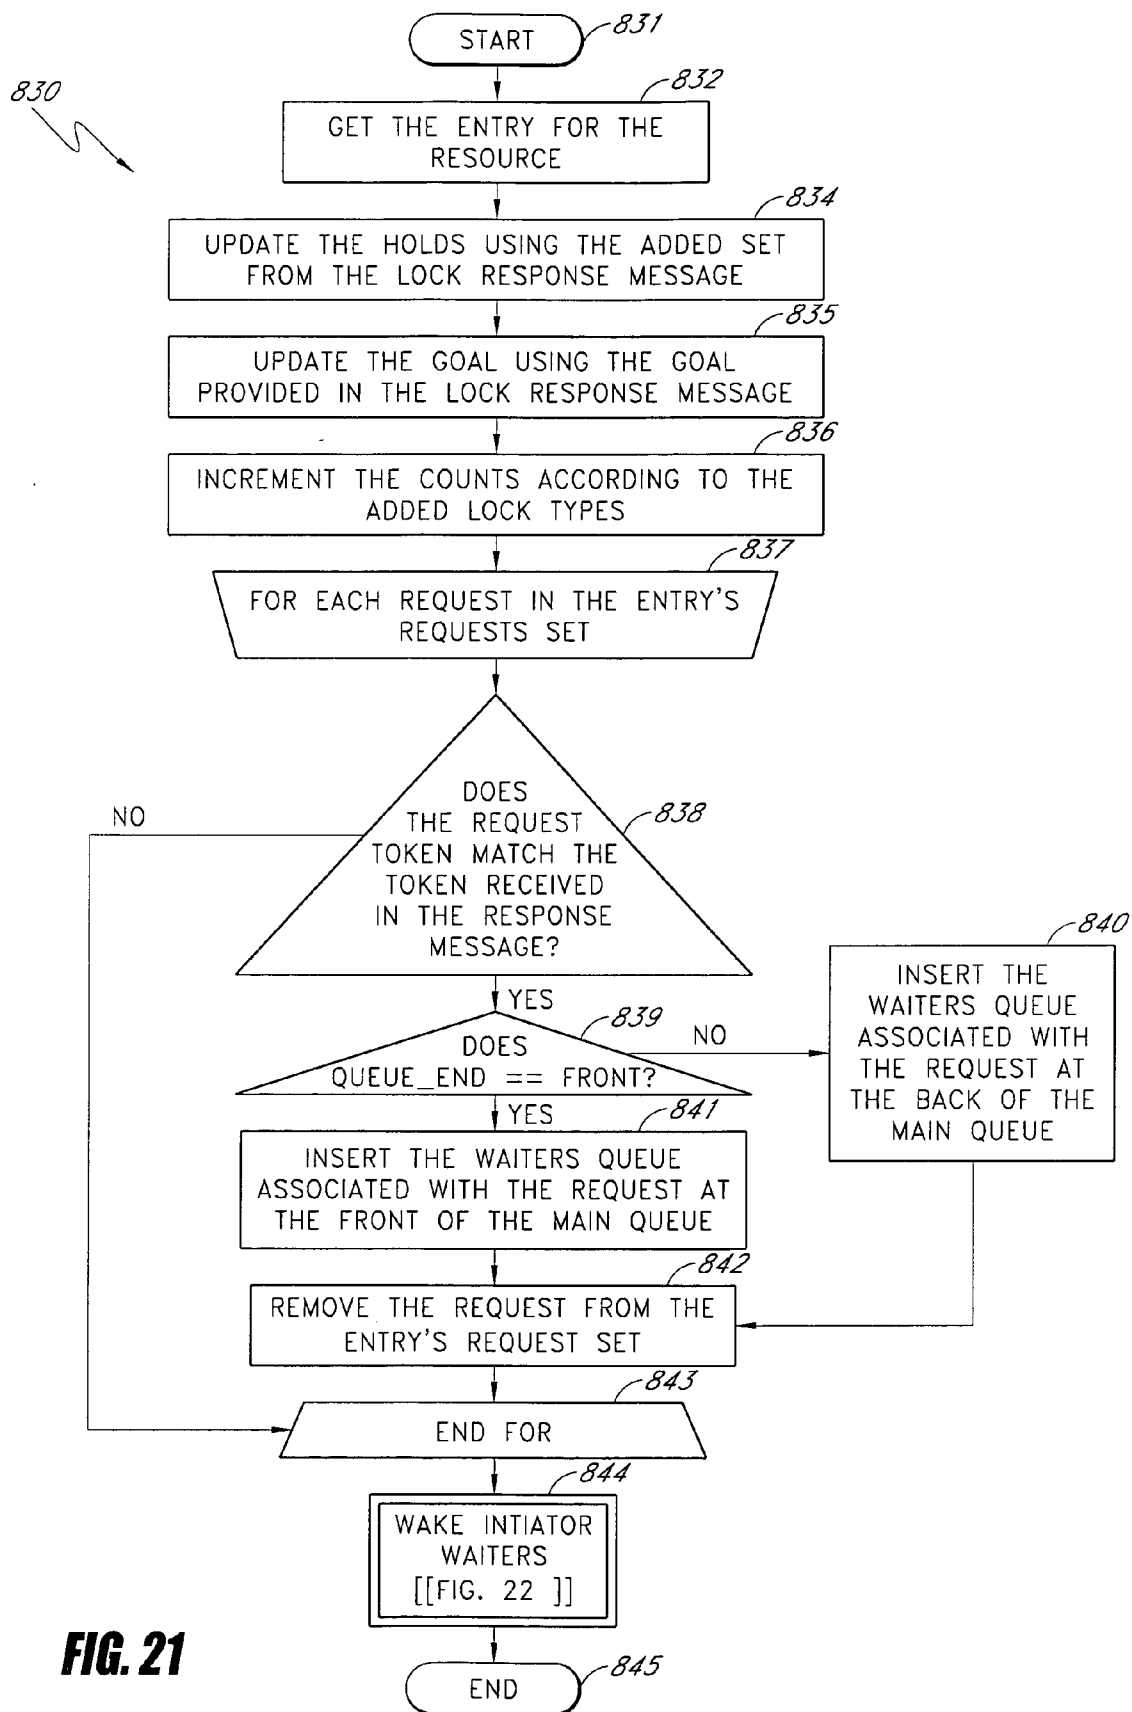 START
831
830
832
GET THE ENTRY FOR THE
RESOURCE
834
UPDATE THE HOLDS USING THE ADDED SET
FROM THE LOCK RESPONSE MESSAGE
835
UPDATE THE GOAL USING THE GOAL
PROVIDED IN THE LOCK RESPONSE MESSAGE
836
INCREMENT THE COUNTS ACCORDING TO THE
ADDED LOCK TYPES
837
FOR EACH REQUEST IN THE ENTRY'S
REQUESTS SET
838
DOES
THE REQUEST
TOKEN MATCH THE
TOKEN RECEIVED
IN THE RESPONSE
MESSAGE?
NO
YES
839
DOES
QUEUE_END == FRONT?
NO
840
INSERT THE
WAITERS QUEUE
ASSOCIATED WITH
THE REQUEST AT
THE BACK OF THE
MAIN QUEUE
YES
841
INSERT THE WAITERS QUEUE
ASSOCIATED WITH THE REQUEST AT
THE FRONT OF THE MAIN QUEUE
842
REMOVE THE REQUEST FROM THE
ENTRY'S REQUEST SET
843
END FOR
844
WAKE INTIATOR
WAITERS
[[FIG. 22 ]]
FIG. 21
845
END